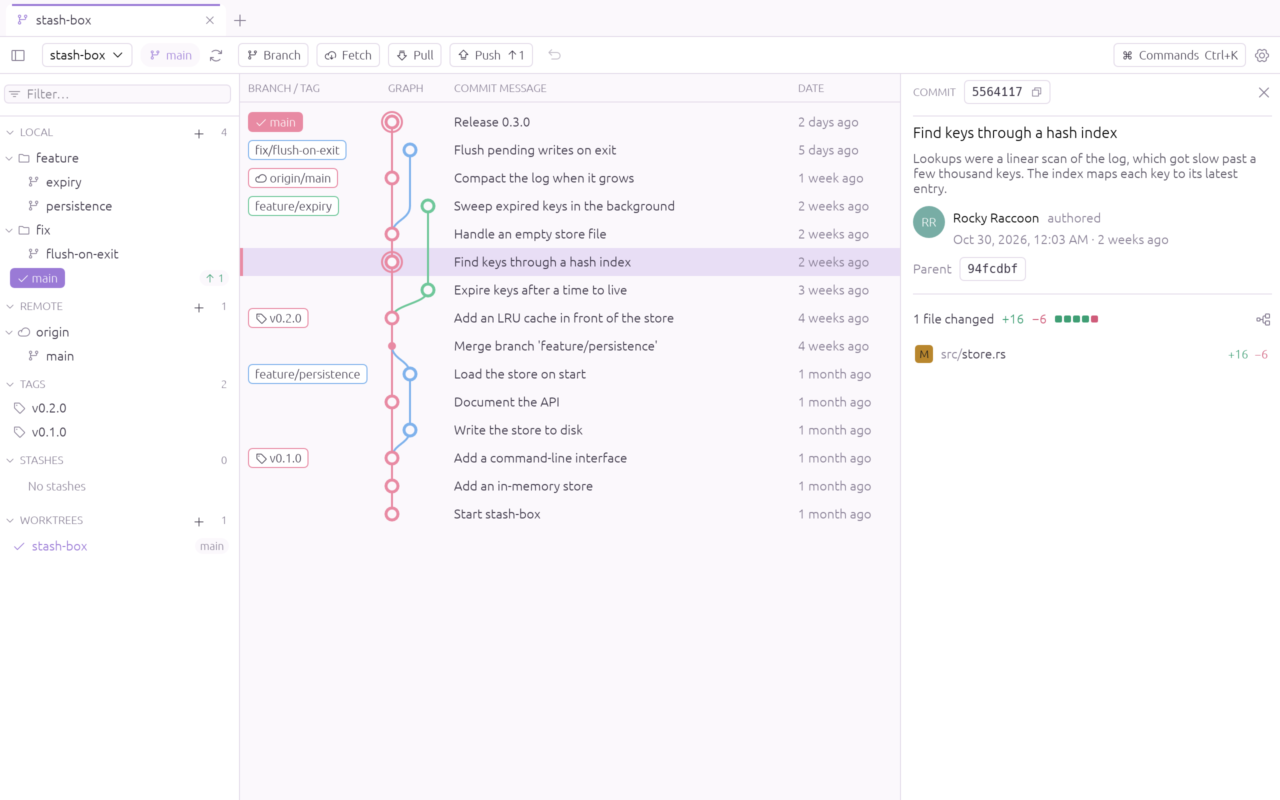 stash-box
stash-box main Branch Fetch Pull Push ↑1 ⌘ Commands Ctrl+K
Filter...
LOCAL 4
feature
expiry
persistence
fix
flush-on-exit
main ↑ 1
REMOTE 1
origin
main
TAGS 2
v0.2.0
v0.1.0
STASHES 0
No stashes
WORKTREES 1
stash-box main
BRANCH / TAG GRAPH COMMIT MESSAGE DATE
main Release 0.3.0 2 days ago
fix/flush-on-exit Flush pending writes on exit 5 days ago
origin/main Compact the log when it grows 1 week ago
feature/expiry Sweep expired keys in the background 2 weeks ago
Handle an empty store file 2 weeks ago
Find keys through a hash index 2 weeks ago
Expire keys after a time to live 3 weeks ago
v0.2.0 Add an LRU cache in front of the store 4 weeks ago
Merge branch 'feature/persistence' 4 weeks ago
feature/persistence Load the store on start 1 month ago
Document the API 1 month ago
Write the store to disk 1 month ago
v0.1.0 Add a command-line interface 1 month ago
Add an in-memory store 1 month ago
Start stash-box 1 month ago
COMMIT 5564117
Find keys through a hash index
Lookups were a linear scan of the log, which got slow past a
few thousand keys. The index maps each key to its latest
entry.
RR Rocky Raccoon authored
Oct 30, 2026, 12:03 AM · 2 weeks ago
Parent 94fcdbf
1 file changed +16 −6
M src/store.rs +16 −6